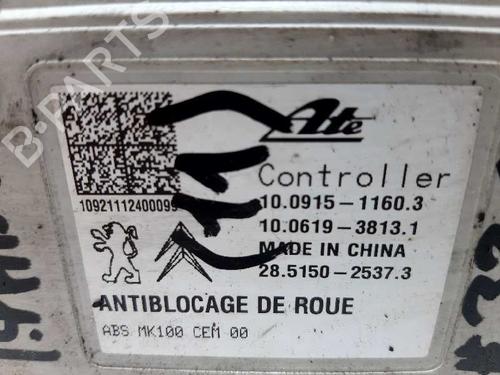 Ate
Controller
10921112400099
10.0915-1160.3
10.0619-3813.1
MADE IN CHINA
28.5150-2537.3
ANTIBLOCAGE DE ROUE
ABS MK100 CEM 00
B-PARTS